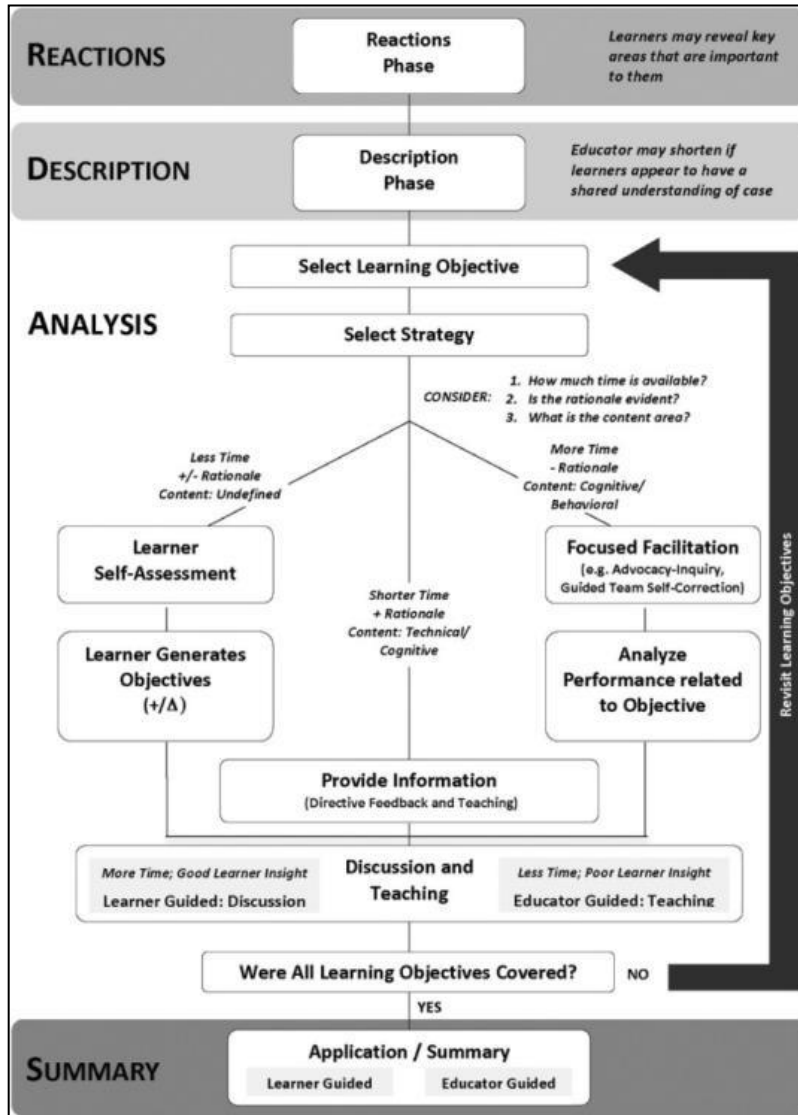 REACTIONS
Reactions
Phase
Learners may reveal key
areas that are important
to them
DESCRIPTION
Description
Phase
Educator may shorten if
learners appear to have a
shared understanding of case
Select Learning Objective
ANALYSIS
Select Strategy
CONSIDER:
1. How much time is available?
2. Is the rationale evident?
3. What is the content area?
Less Time
+/- Rationale
Content: Undefined
More Time
- Rationale
Content: Cognitive/
Behavioral
Learner
Self-Assessment
Shorter Time
+ Rationale
Content: Technical/
Cognitive
Focused Facilitation
(e.g. Advocacy-Inquiry,
Guided Team Self-Correction)
Learner Generates
Objectives
(+/Δ)
Analyze
Performance related
to Objective
Revisit Learning Objectives
Provide Information
(Directive Feedback and Teaching)
More Time; Good Learner Insight
Learner Guided: Discussion
Discussion and
Teaching
Less Time; Poor Learner Insight
Educator Guided: Teaching
Were All Learning Objectives Covered?
NO
YES
SUMMARY
Application / Summary
Learner Guided
Educator Guided